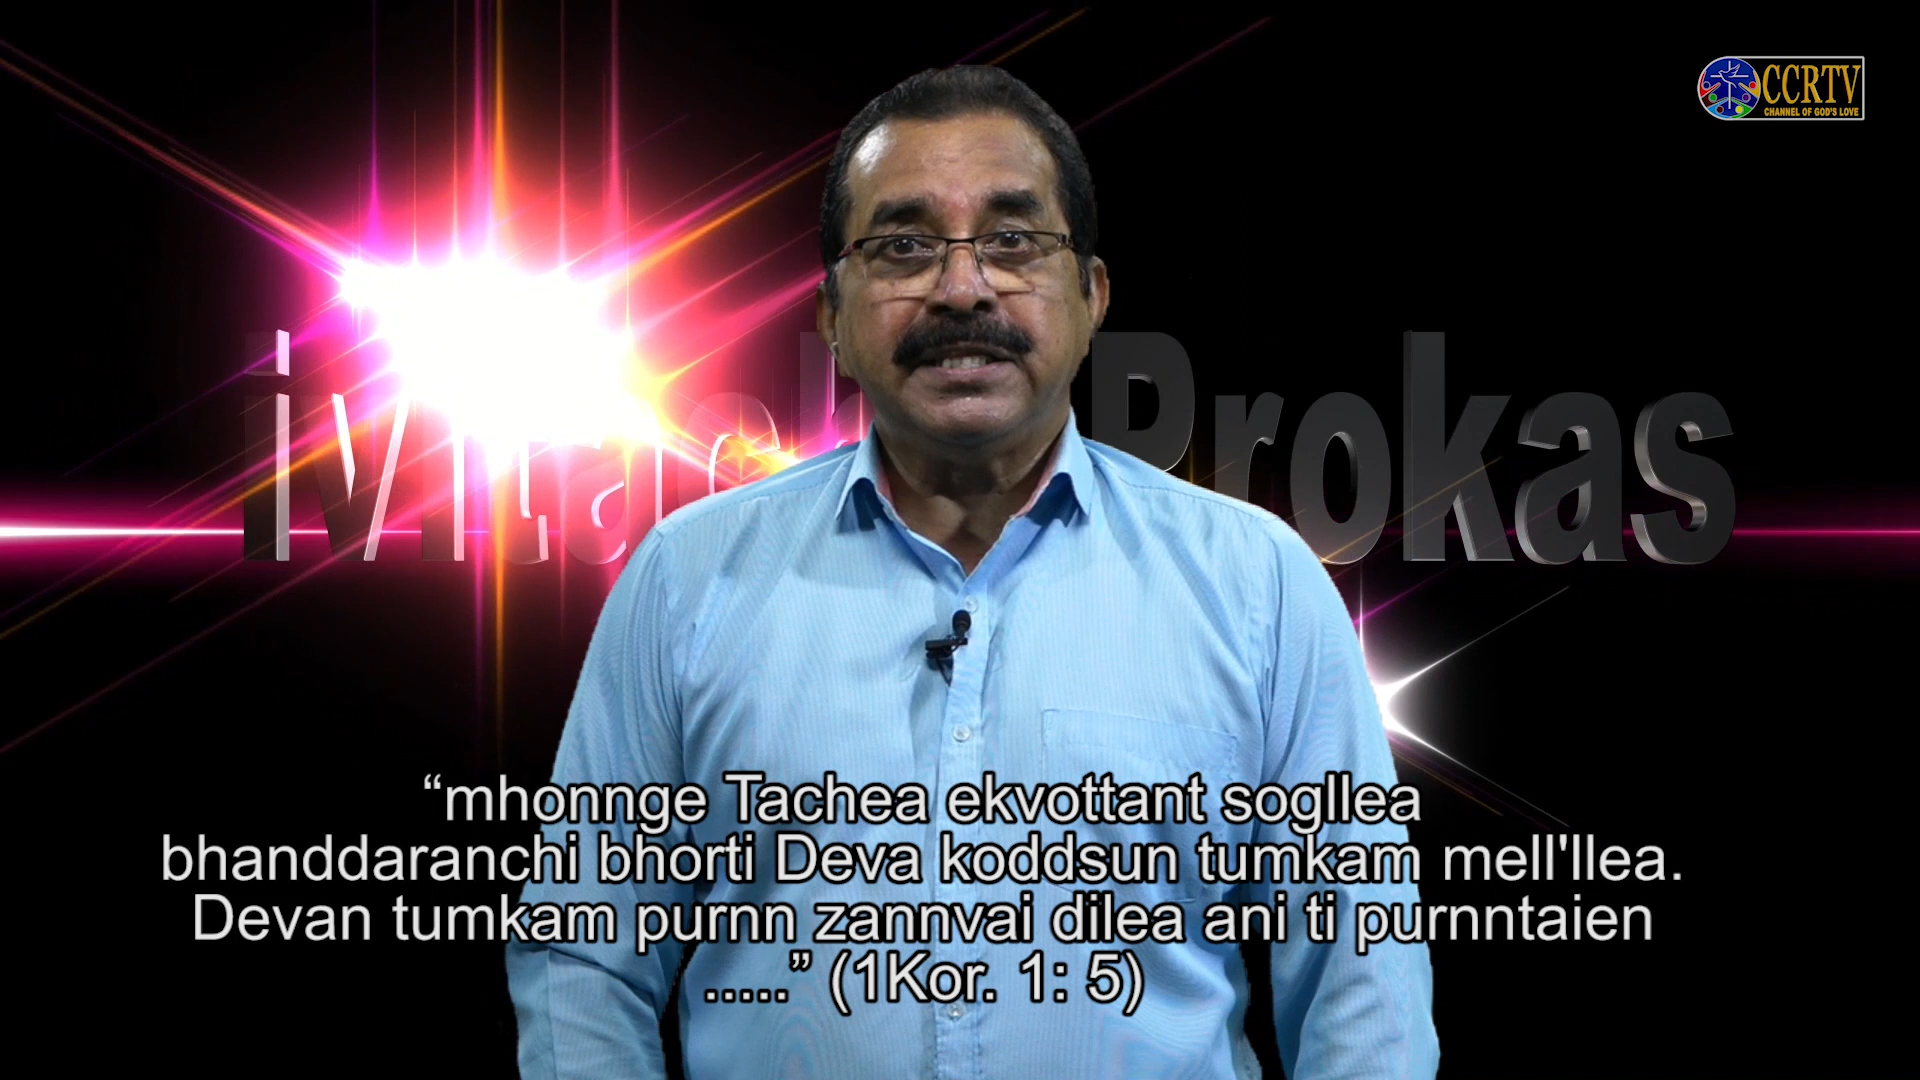 CCRTV
CHANNEL OF GOD'S LOVE
Prokas
“mhonnge Tachea ekvottant sogllea
bhanddaranchi bhorti Deva koddsun tumkam mell'llea.
Devan tumkam purnn zannvai dilea ani ti purnntaien
.....” (1Kor. 1: 5)